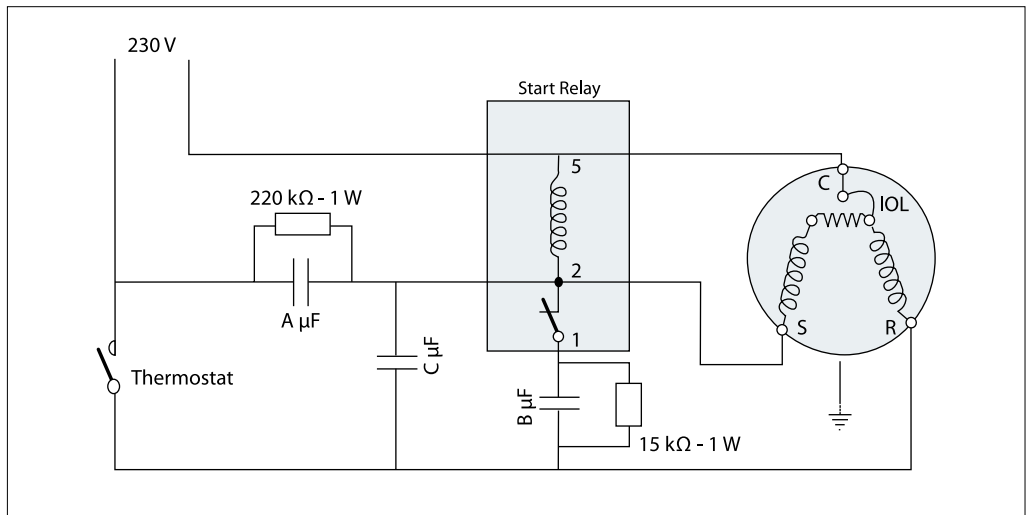 230 V
Start Relay
5
C
220 kΩ - 1 W
IOL
2
A µF
S
R
1
C µF
Thermostat
B µF
15 kΩ - 1 W